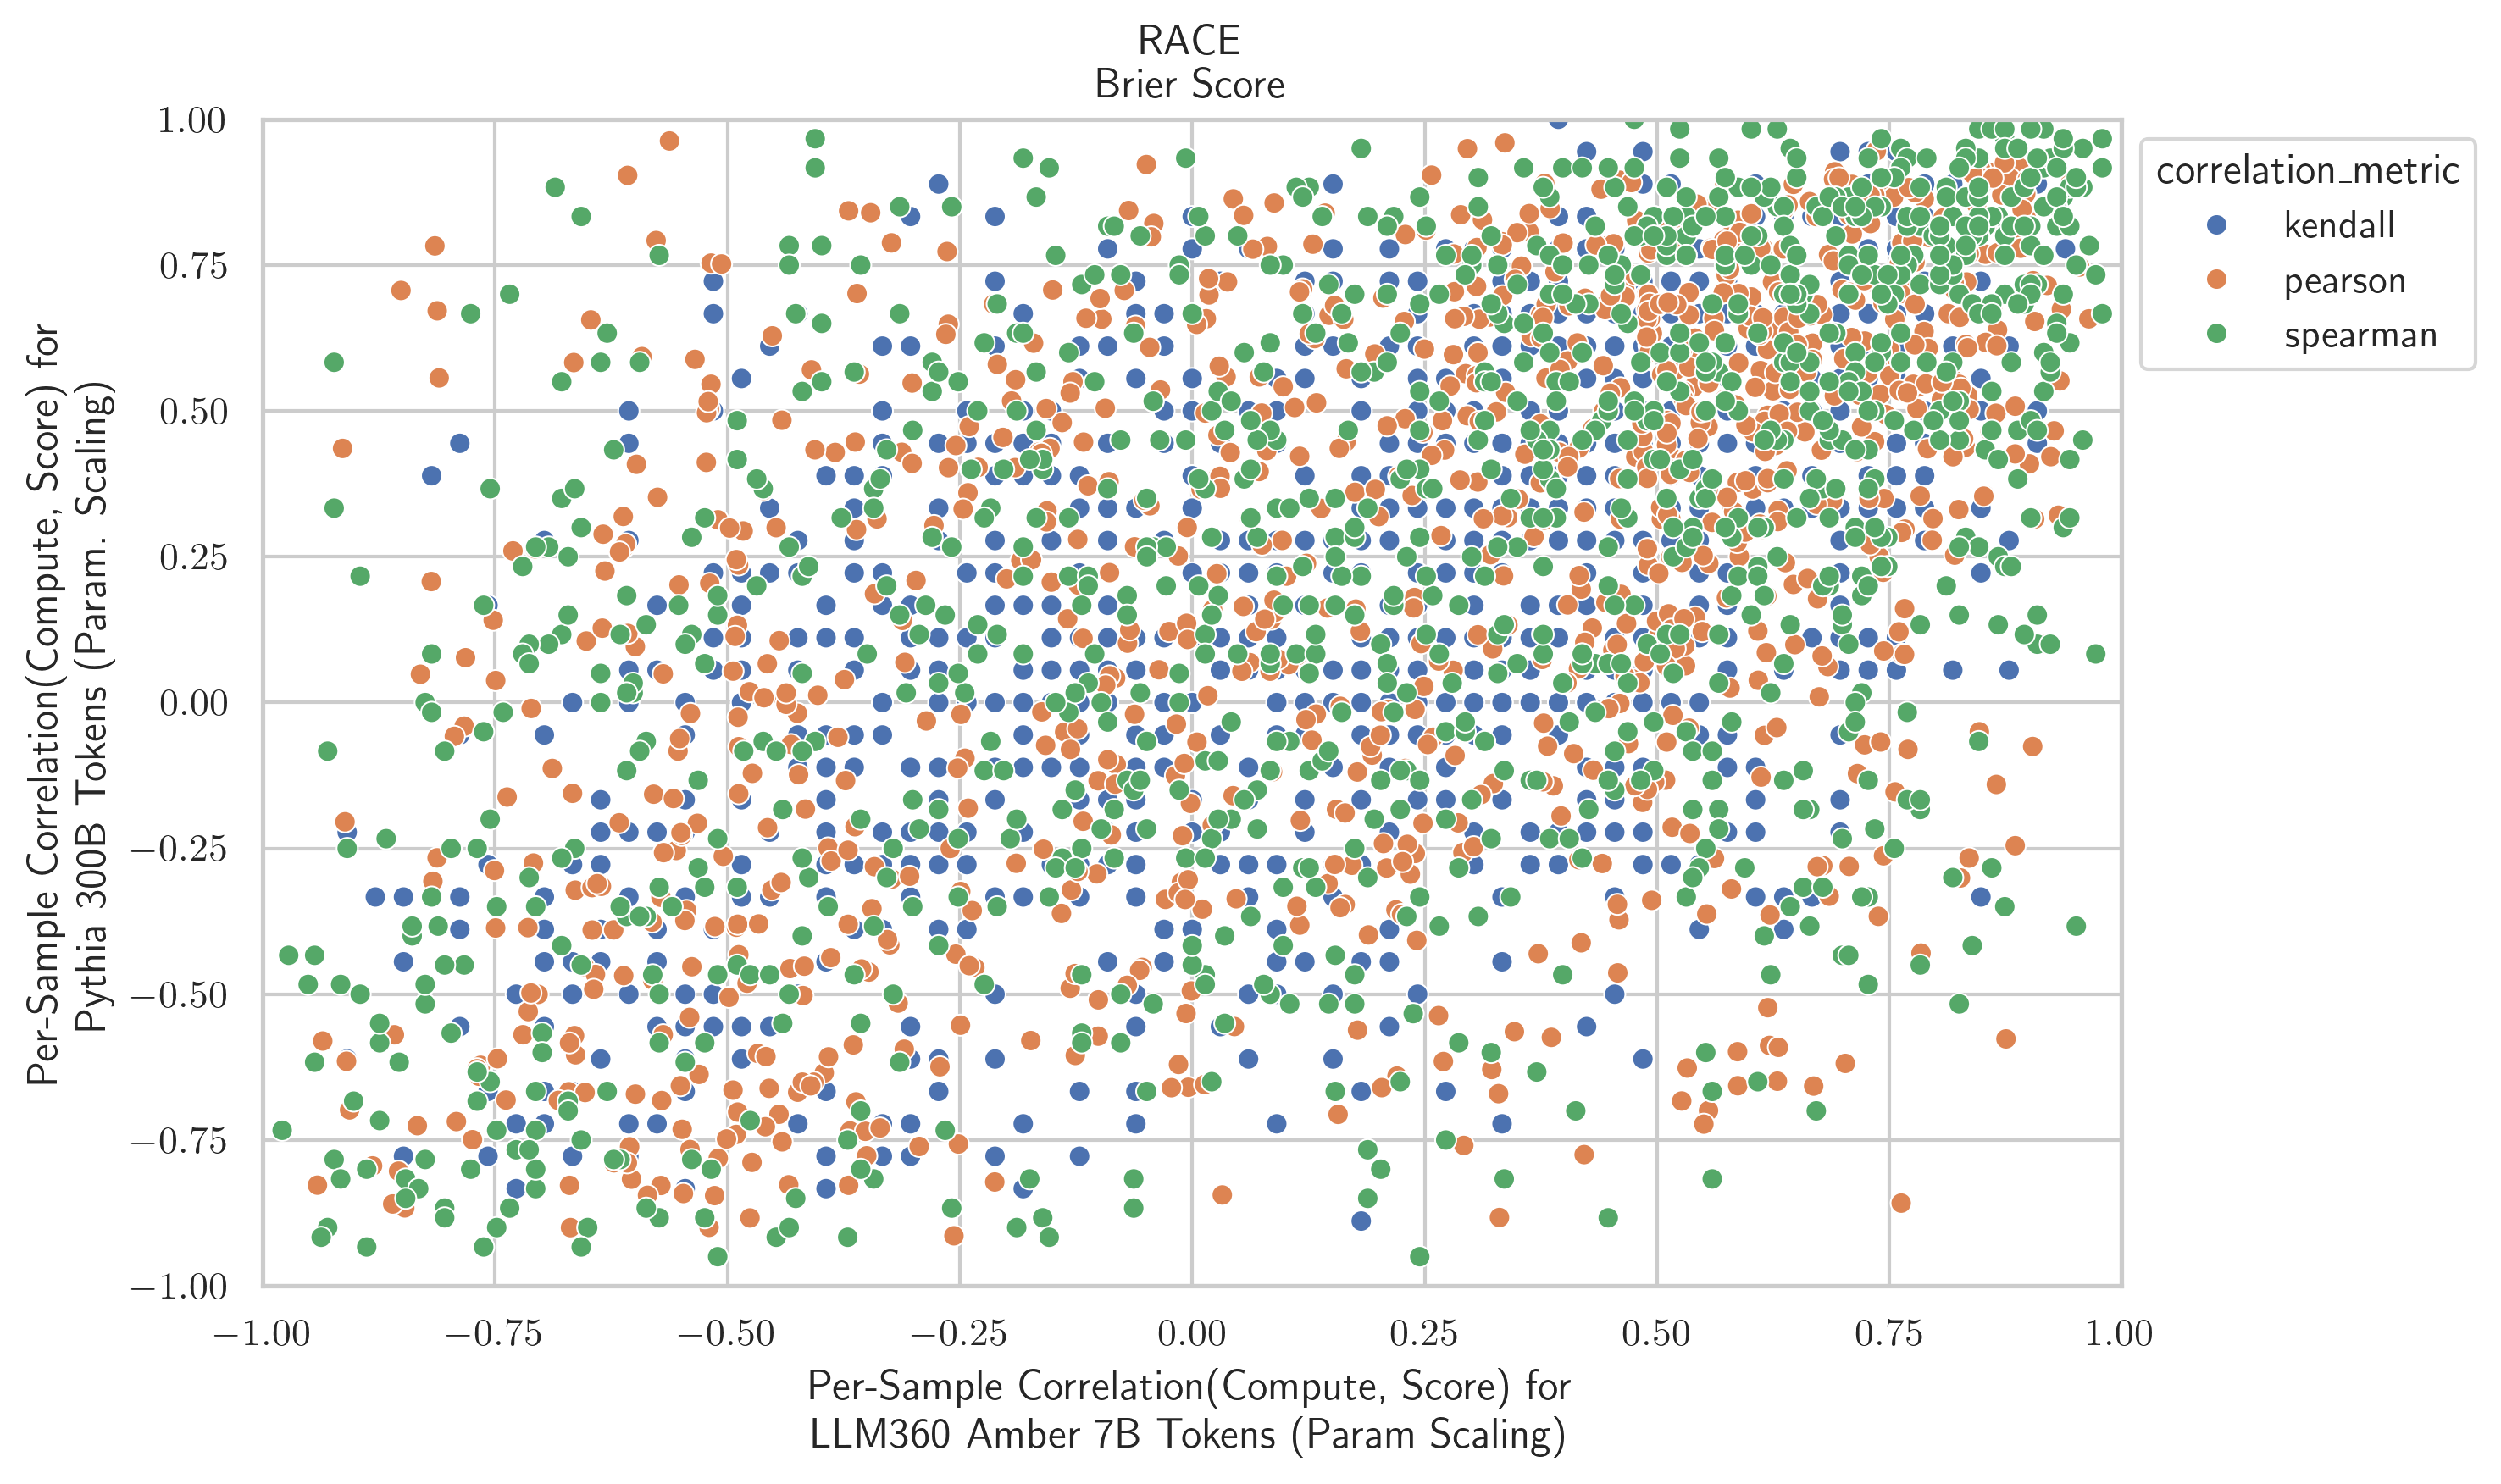 RACE
Brier Score
Per-Sample Correlation(Compute, Score) for
Pythia 300B Tokens (Param. Scaling)
1.00
0.75
0.50
0.25
0.00
−0.25
−0.50
−0.75
−1.00
−1.00 −0.75 −0.50 −0.25 0.00 0.25 0.50 0.75 1.00
Per-Sample Correlation(Compute, Score) for
LLM360 Amber 7B Tokens (Param Scaling)
correlation_metric
kendall
pearson
spearman